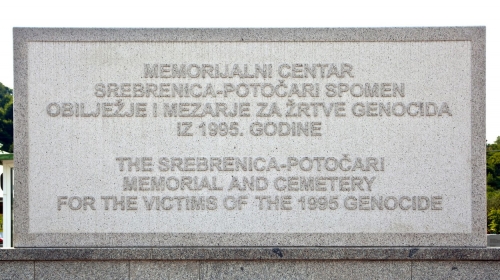 MEMORIJALNI CENTAR
SREBRENICA-POTOČARI SPOMEN
OBILJEŽJE I MEZARJE ZA ŽRTVE GENOCIDA
IZ 1995. GODINE
THE SREBRENICA-POTOČARI
MEMORIAL AND CEMETERY
FOR THE VICTIMS OF THE 1995 GENOCIDE